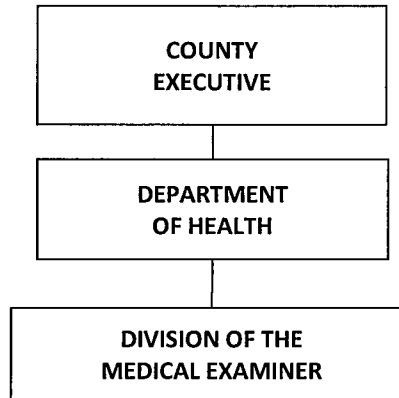 COUNTY
EXECUTIVE
DEPARTMENT
OF HEALTH
DIVISION OF THE
MEDICAL EXAMINER